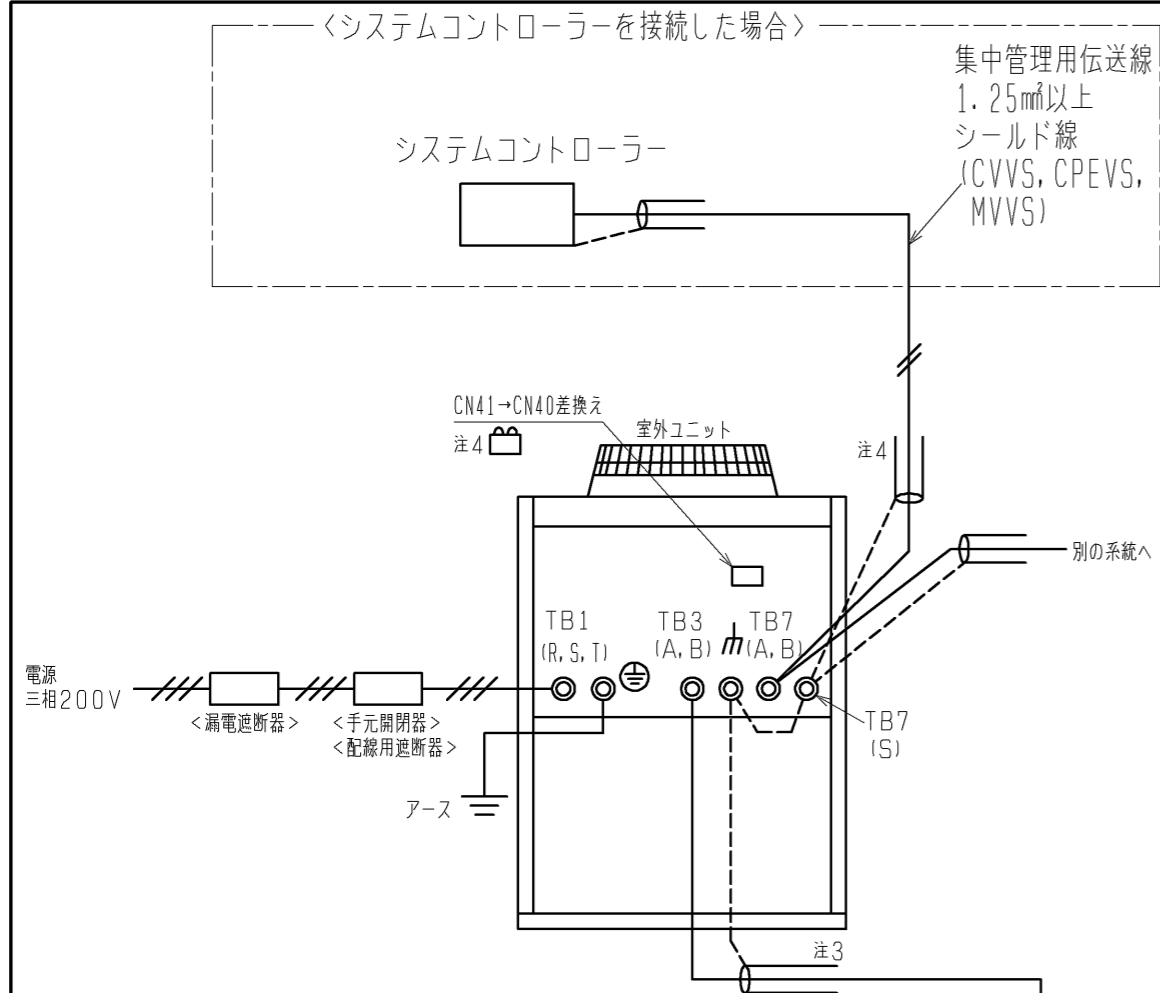 〈システムコントローラーを接続した場合〉
集中管理用伝送線
1.25㎟以上
シールド線
(CVVS,CPEVS,
MVVS)
システムコントローラー
CN41→CN40差換え
注4
室外ユニット
注4
別の系統へ
TB1
(R,S,T)
TB3
(A,B)
TB7
(A,B)
電源
三相200V
<漏電遮断器>
<手元開閉器>
<配線用遮断器>
TB7
(S)
アース
注3